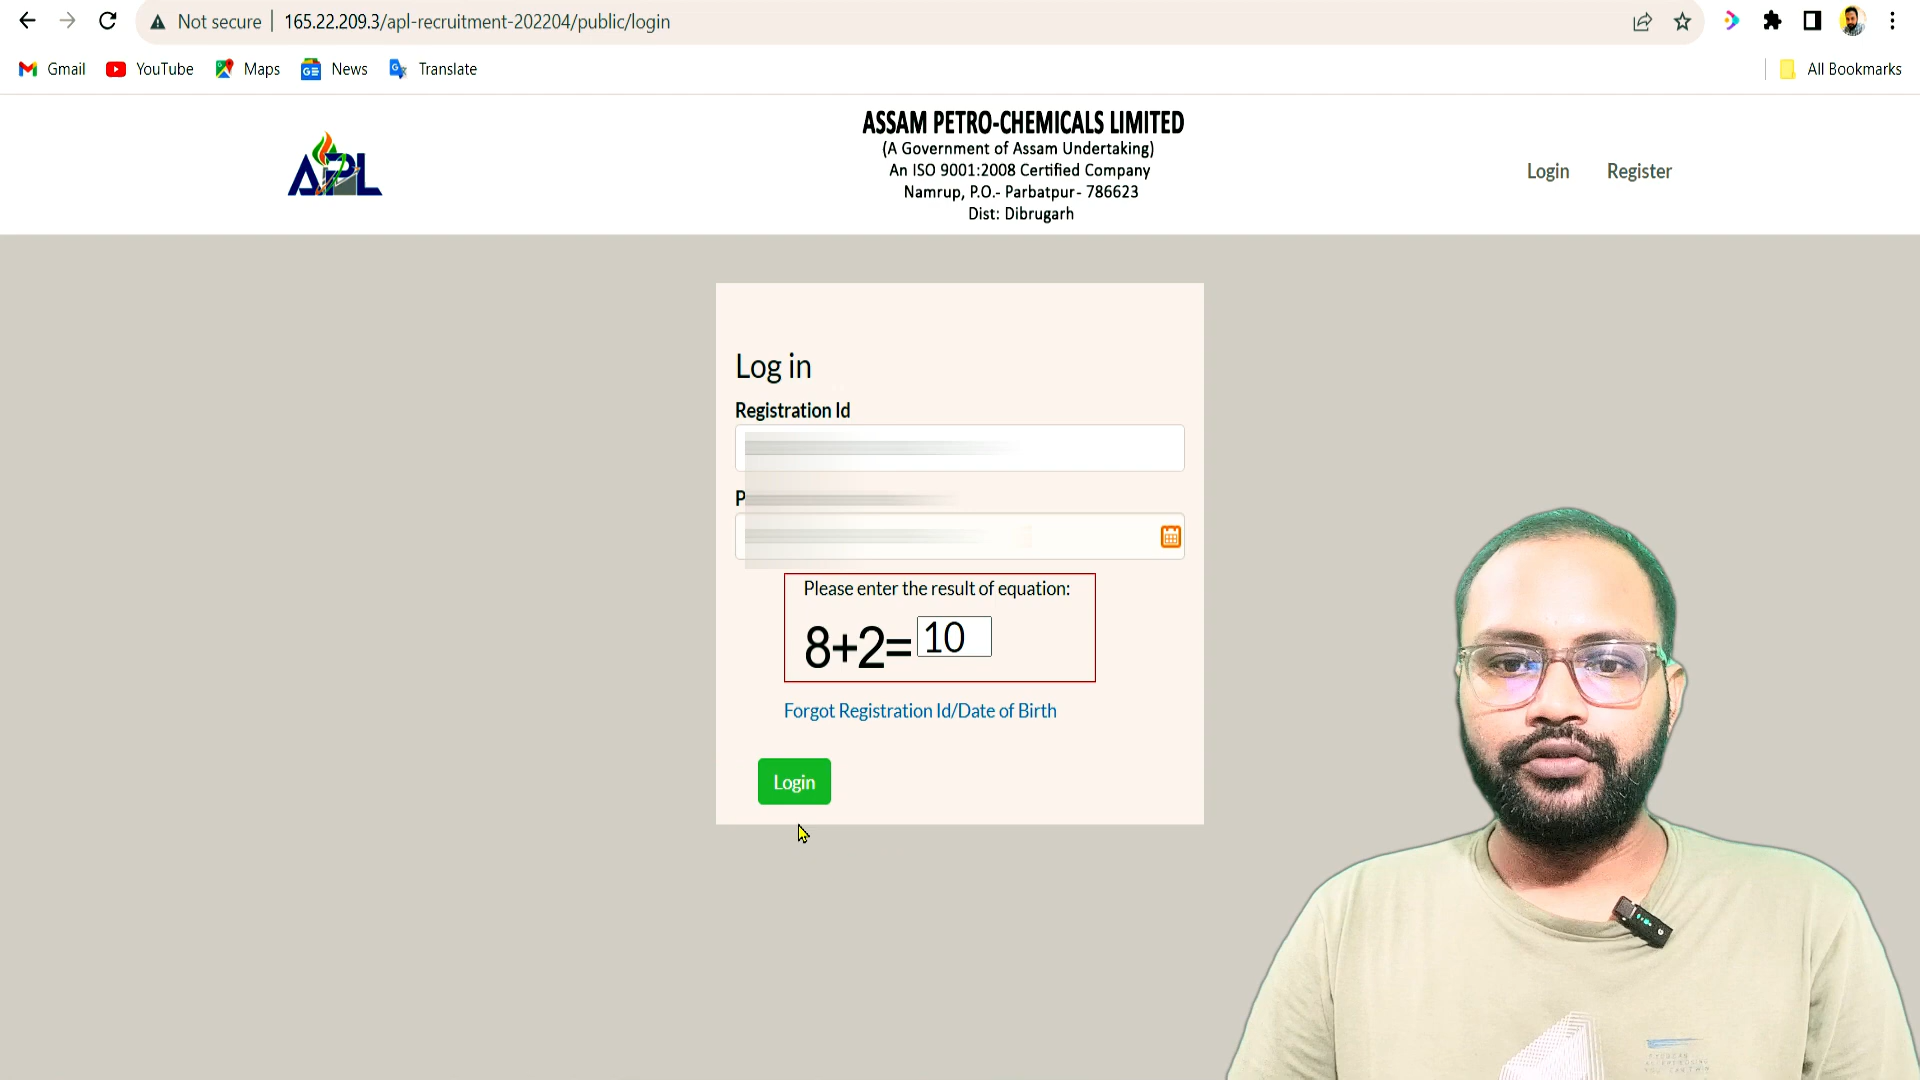 Not secure
165.22.209.3/apl-recruitment-202204/public/login
Gmail
YouTube
Maps
News
Translate
All Bookmarks
APL
ASSAM PETRO-CHEMICALS LIMITED
(A Government of Assam Undertaking)
An ISO 9001:2008 Certified Company
Namrup, P.O.- Parbatpur- 786623
Dist: Dibrugarh
Login
Register
Log in
Registration Id
P
Please enter the result of equation:
8+2= 10
Forgot Registration Id/Date of Birth
Login